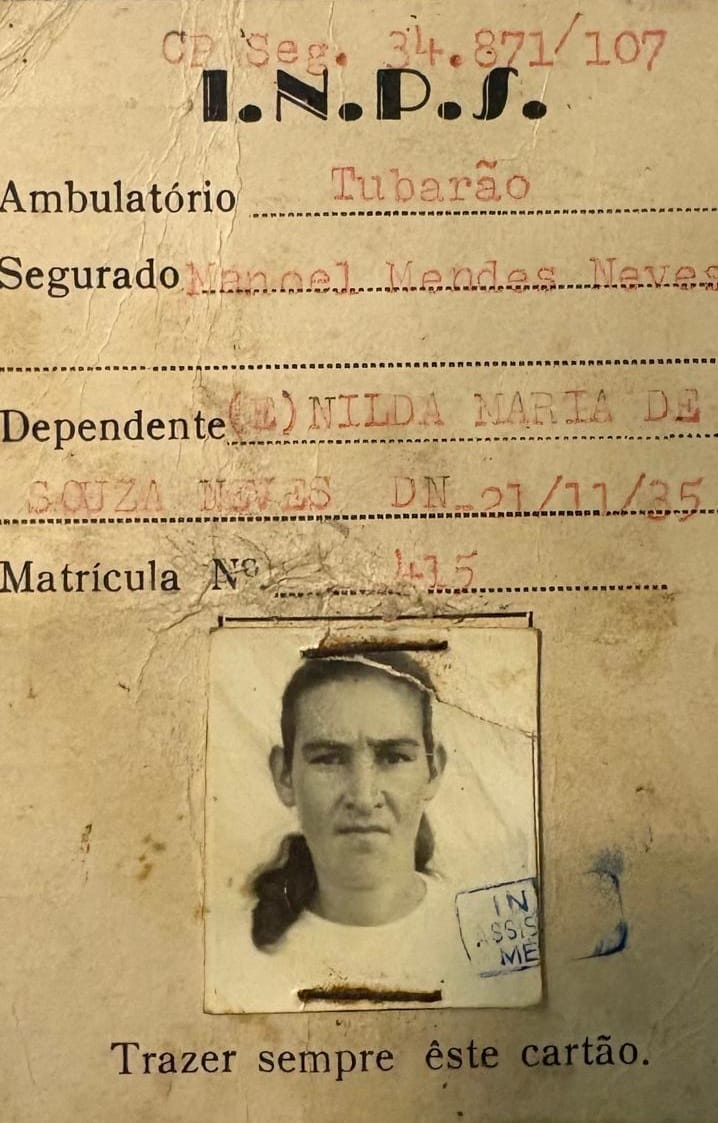 CP Seg. 34.871/107
I.N.P.S.
Ambulatório Tubarão
Segurado Manoel Mendes Neves
Dependente (E)NILDA MARIA DE
SOUZA NEVES DN.21/11/35
Matrícula Nº 415
IN
ASSIS
ME
Trazer sempre êste cartão.